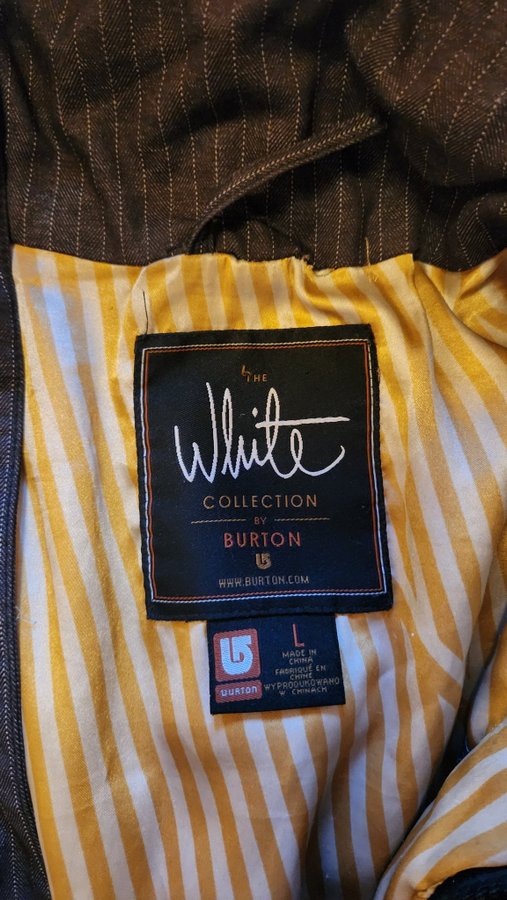 THE
White
COLLECTION
BY
BURTON
WWW.BURTON.COM
L
MADE IN
CHINA
FABRIQUÉ EN
CHINE
WYPRODUKOWANO
W CHINACH
BURTON